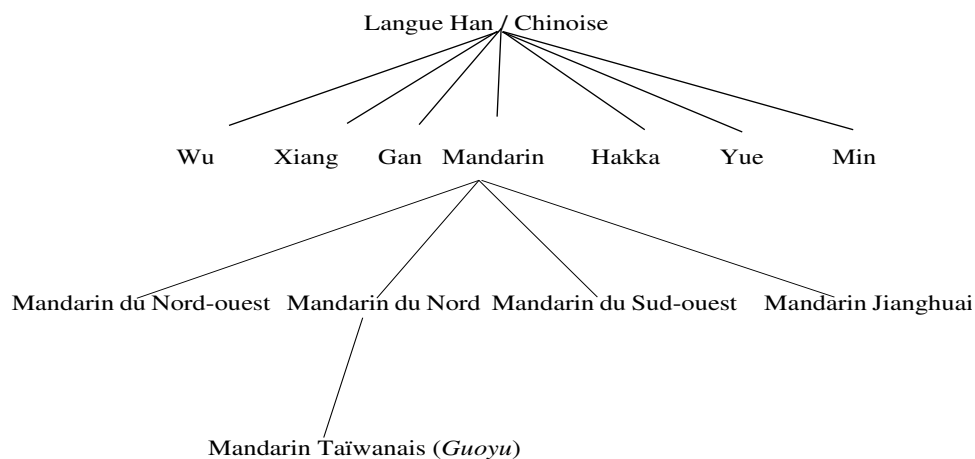 Langue Han / Chinoise
Wu Xiang Gan Mandarin Hakka Yue Min
Mandarin du Nord-ouest Mandarin du Nord Mandarin du Sud-ouest Mandarin Jianghuai
Mandarin Taïwanais (Guoyu)